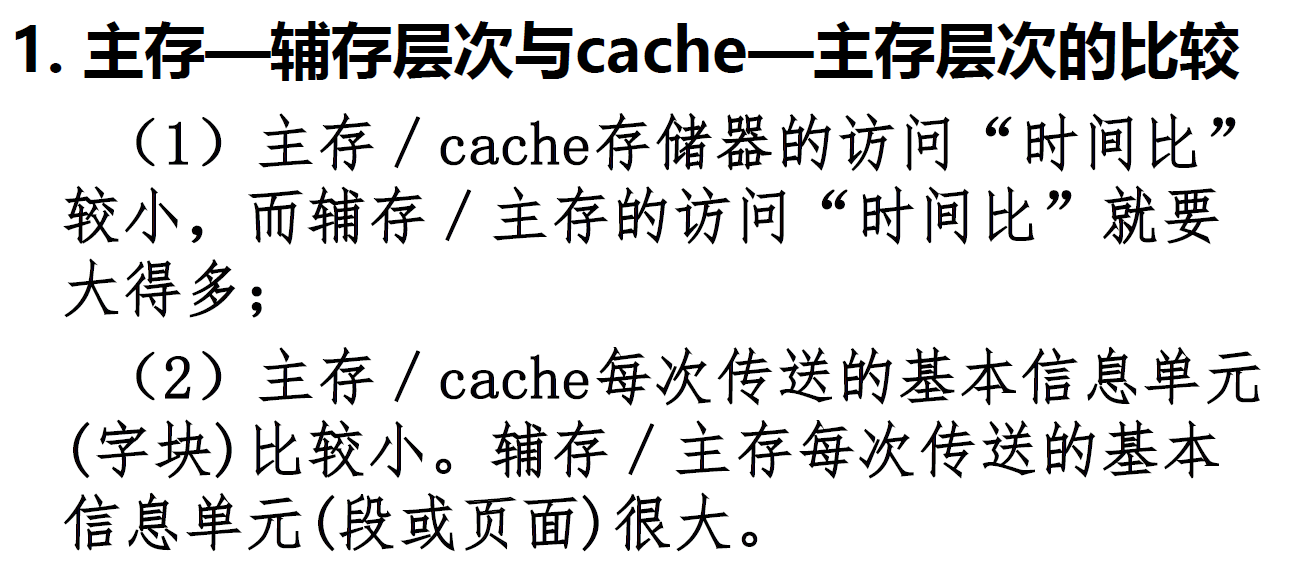 1. 主存—辅存层次与cache—主存层次的比较
（1）主存／cache存储器的访问“时间比”
较小，而辅存／主存的访问“时间比”就要
大得多；
（2）主存／cache每次传送的基本信息单元
(字块)比较小。辅存／主存每次传送的基本
信息单元(段或页面)很大。